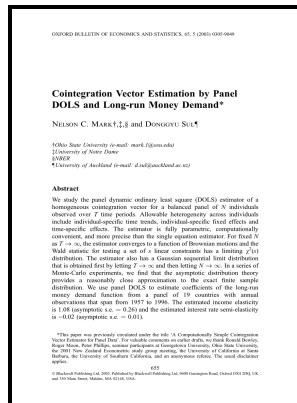 OXFORD BULLETIN OF ECONOMICS AND STATISTICS, 65, 5 (2003) 0305-9049
Cointegration Vector Estimation by Panel
DOLS and Long-run Money Demand*
NELSON C. MARK†,‡,§ and DONGGYU SUL¶
†Ohio State University (e-mail: mark.1@osu.edu)
‡University of Notre Dame
§NBER
¶University of Auckland (e-mail: d.sul@auckland.ac.nz)
Abstract
We study the panel dynamic ordinary least square (DOLS) estimator of a
homogeneous cointegration vector for a balanced panel of N individuals
observed over T time periods. Allowable heterogeneity across individuals
include individual-specific time trends, individual-specific fixed effects and
time-specific effects. The estimator is fully parametric, computationally
convenient, and more precise than the single equation estimator. For fixed N
as T → ∞, the estimator converges to a function of Brownian motions and the
Wald statistic for testing a set of s linear constraints has a limiting χ²(s)
distribution. The estimator also has a Gaussian sequential limit distribution
that is obtained first by letting T → ∞ and then letting N → ∞. In a series of
Monte-Carlo experiments, we find that the asymptotic distribution theory
provides a reasonably close approximation to the exact finite sample
distribution. We use panel DOLS to estimate coefficients of the long-run
money demand function from a panel of 19 countries with annual
observations that span from 1957 to 1996. The estimated income elasticity
is 1.08 (asymptotic s.e. = 0.26) and the estimated interest rate semi-elasticity
is −0.02 (asymptotic s.e. = 0.01).
*This paper was previously circulated under the title 'A Computationally Simple Cointegration
Vector Estimator for Panel Data'. For valuable comments on earlier drafts, we thank Ronald Bewley,
Roger Moon, Peter Phillips, seminar participants at Georgetown University, Ohio State University,
the 2001 New Zealand Econometric study group meeting, the University of California at Santa
Barbara, the University of Southern California, and an anonymous referee. The usual disclaimer
applies.
655
© Blackwell Publishing Ltd, 2003. Published by Blackwell Publishing Ltd, 9600 Garsington Road, Oxford OX4 2DQ, UK
and 350 Main Street, Malden, MA 02148, USA.